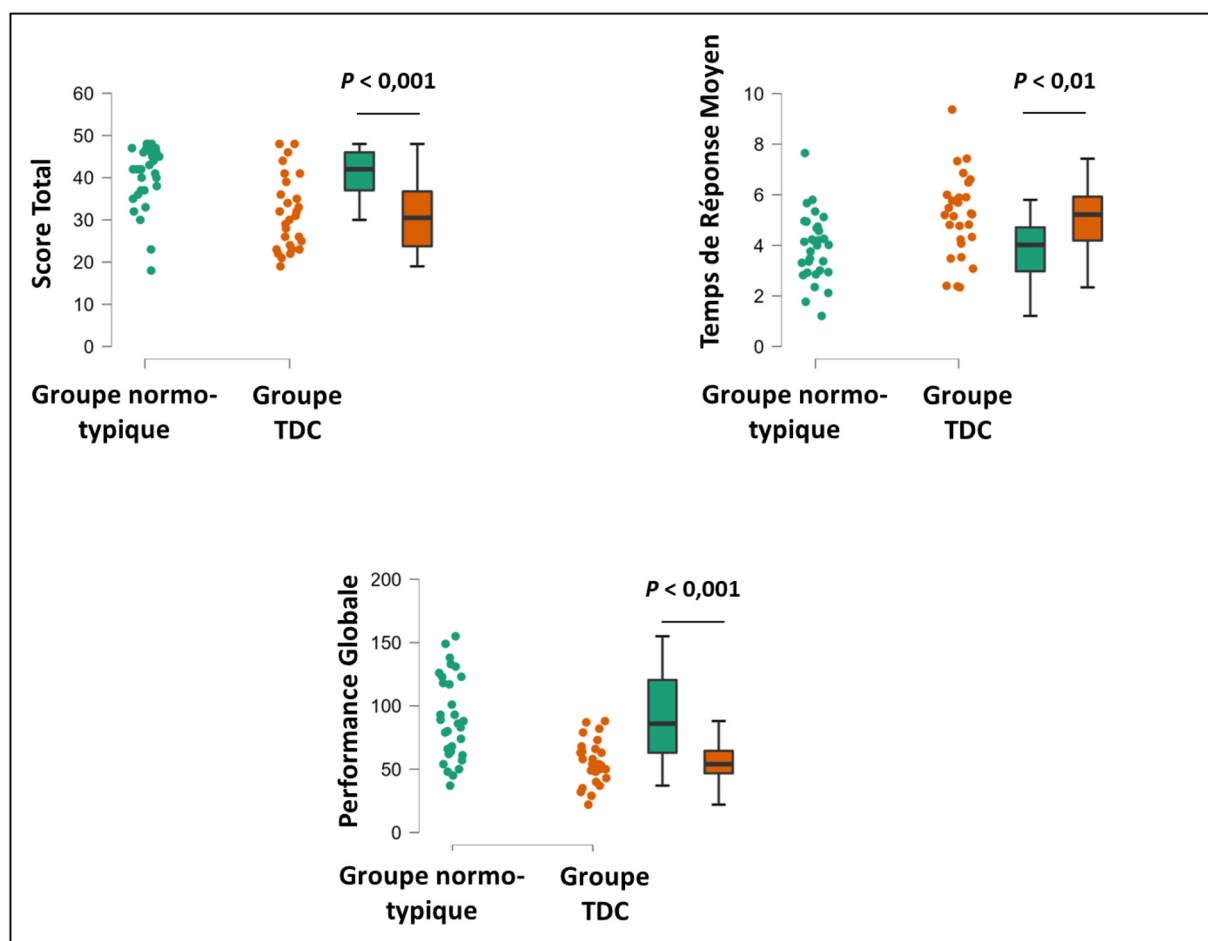 P < 0,001
Score Total
60
50
40
30
20
10
0
Groupe normo-
typique
Groupe
TDC
P < 0,01
Temps de Réponse Moyen
10
8
6
4
2
0
Groupe normo-
typique
Groupe
TDC
P < 0,001
Performance Globale
200
150
100
50
0
Groupe normo-
typique
Groupe
TDC